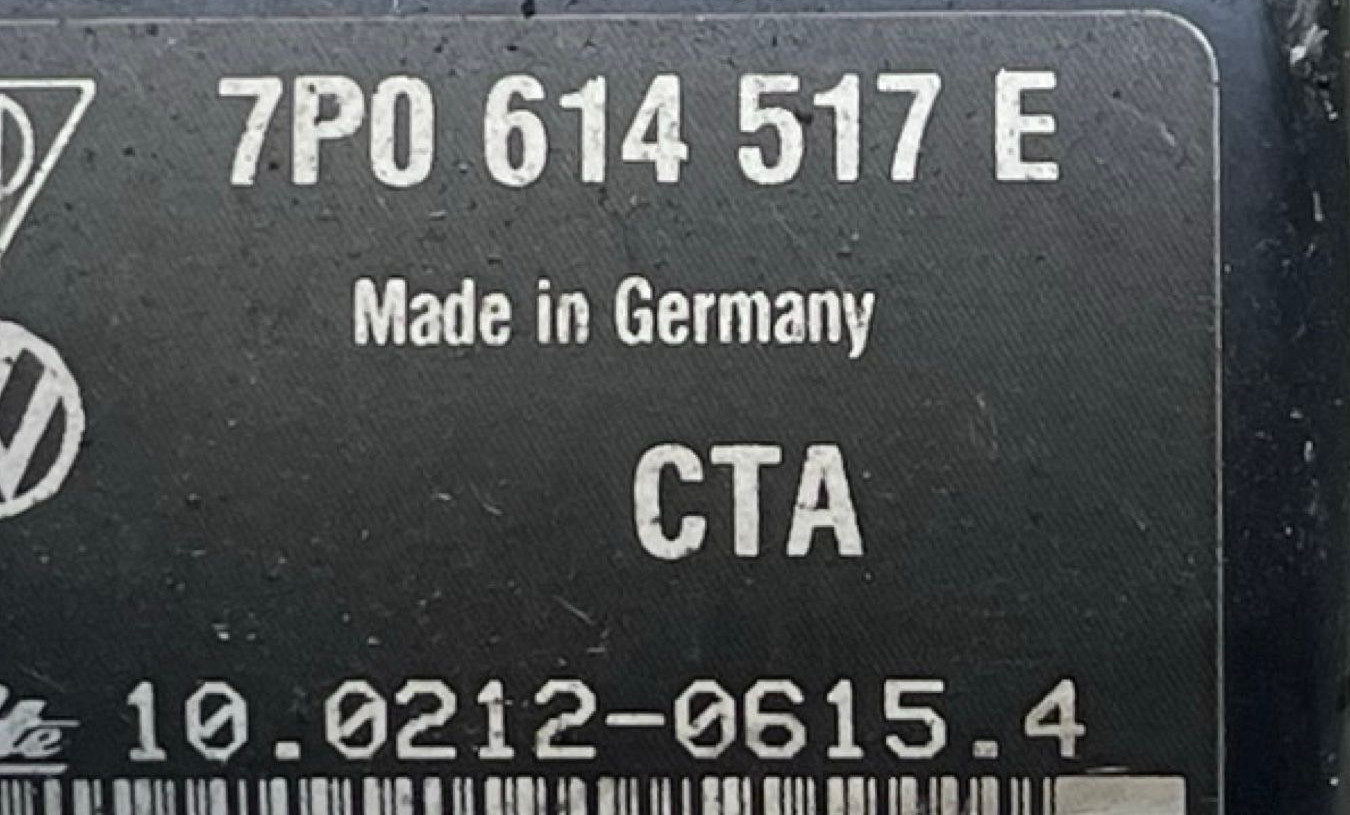 7P0 614 517 E
Made in Germany
CTA
10.0212-0615.4